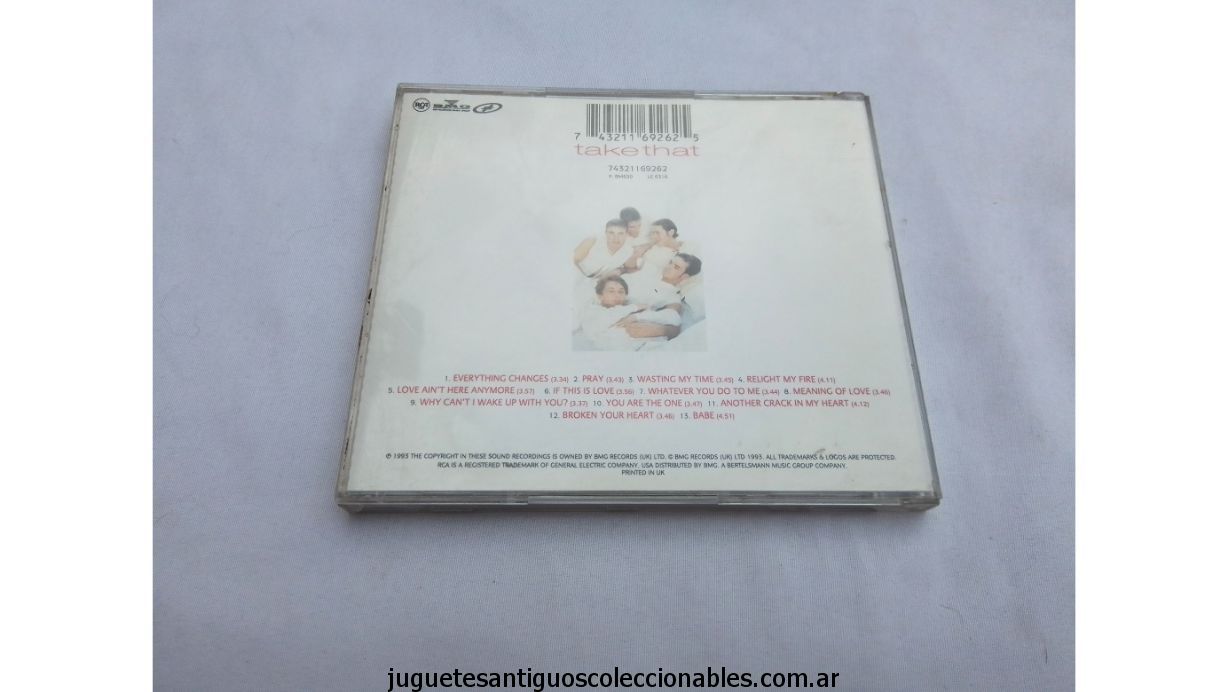 RCA BMG
7 43211 69262 5
take that
74321169262
1. EVERYTHING CHANGES (3.34) 2. PRAY (3.43) 3. WASTING MY TIME (3.45) 4. RELIGHT MY FIRE (4.11)
5. LOVE AIN'T HERE ANYMORE (3.57) 6. IF THIS IS LOVE (3.56) 7. WHATEVER YOU DO TO ME (3.44) 8. MEANING OF LOVE (3.46)
9. WHY CAN'T I WAKE UP WITH YOU? (3.37) 10. YOU ARE THE ONE (3.47) 11. ANOTHER CRACK IN MY HEART (4.12)
12. BROKEN YOUR HEART (3.46) 13. BABE (4.51)
℗ 1993 THE COPYRIGHT IN THESE SOUND RECORDINGS IS OWNED BY BMG RECORDS (UK) LTD. © BMG RECORDS (UK) LTD 1993. ALL TRADEMARKS & LOGOS ARE PROTECTED.
RCA IS A REGISTERED TRADEMARK OF GENERAL ELECTRIC COMPANY, USA DISTRIBUTED BY BMG. A BERTELSMANN MUSIC GROUP COMPANY.
PRINTED IN UK
juguetesantiguoscoleccionables.com.ar